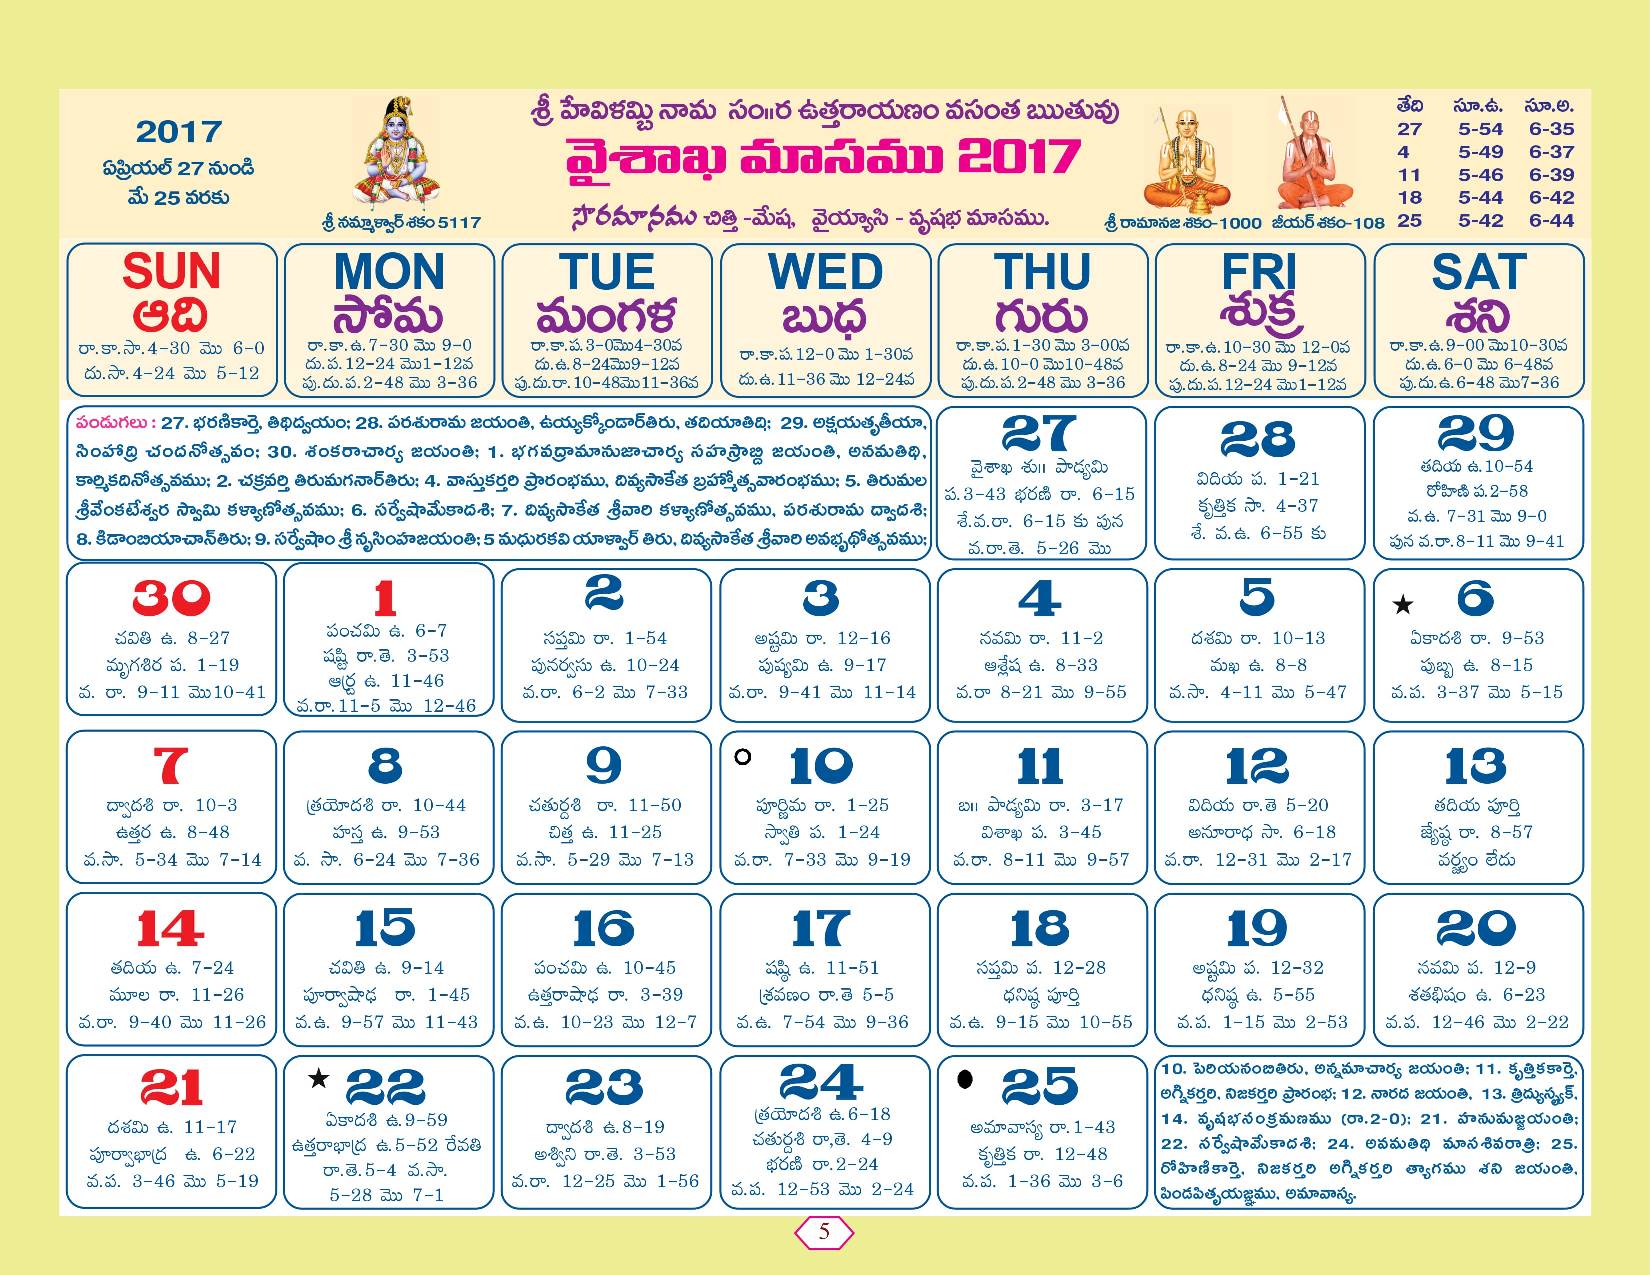 2017
ఏప్రియల్ 27 నుండి
మే 25 వరకు
శ్రీ నమ్మాళ్వార్ శకం 5117
శ్రీ హేవిళమ్బి నామ సం॥ర ఉత్తరాయణం వసంత ఋతువు
వైశాఖ మాసము 2017
సౌరమానము చిత్తి -మేష, వైయ్యాసి - వృషభ మాసము.
శ్రీ రామానజ శకం-1000 జీయర్ శకం-108
తేది సూ.ఉ. సూ.అ.
27 5-54 6-35
4 5-49 6-37
11 5-46 6-39
18 5-44 6-42
25 5-42 6-44
SUN
ఆది
రా.కా.సా.4-30 మొ 6-0
దు.సా.4-24 మొ 5-12
MON
సోమ
రా.కా.ఉ.7-30 మొ 9-0
దు.ప.12-24 మొ1-12వ
పు.దు.ప.2-48 మొ 3-36
TUE
మంగళ
రా.కా.ప.3-0మొ4-30వ
దు.ఉ.8-24మొ9-12వ
పు.దు.రా.10-48మొ11-36వ
WED
బుధ
రా.కా.ప.12-0 మొ 1-30వ
దు.ఉ.11-36 మొ 12-24వ
THU
గురు
రా.కా.ప.1-30 మొ 3-00వ
దు.ఉ.10-0 మొ10-48వ
పు.దు.ప.2-48 మొ 3-36
FRI
శుక్ర
రా.కా.ఉ.10-30 మొ 12-0వ
దు.ఉ.8-24 మొ 9-12వ
పు.దు.ప.12-24 మొ1-12వ
SAT
శని
రా.కా.ఉ.9-00 మొ10-30వ
దు.ఉ.6-0 మొ 6-48వ
పు.దు.ఉ.6-48 మొ7-36
పండుగలు : 27. భరణికార్తె, తిథిద్వయం; 28. పరశురామ జయంతి, ఉయ్యక్కోండార్‌తిరు, తదియాతిధి; 29. అక్షయతృతీయా,
సింహాద్రి చందనోత్సవం; 30. శంకరాచార్య జయంతి; 1. భగవద్రామానుజాచార్య సహస్రాబ్ది జయంతి, అనమతిథి,
కార్మికదినోత్సవము; 2. చక్రవర్తి తిరుమగనార్‌తిరు; 4. వాస్తుకర్తరి ప్రారంభము, దివ్యసాకేత బ్రహ్మోత్సవారంభము; 5. తిరుమల
శ్రీవేంకటేశ్వర స్వామి కళ్యాణోత్సవము; 6. సర్వేషామేకాదశి; 7. దివ్యసాకేత శ్రీవారి కళ్యాణోత్సవము, పరశురామ ద్వాదశి;
8. కిడాంబియాచాన్‌తిరు; 9. సర్వేషాం శ్రీ నృసింహజయంతి; 5 మధురకవి యాళ్వార్ తిరు, దివ్యసాకేత శ్రీవారి అవభృథోత్సవము;
27
వైశాఖ శు॥ పాడ్యమి
ప.3-43 భరణి రా. 6-15
శే.వ.రా. 6-15 కు పున
వ.రా.తె. 5-26 మొ
28
విదియ ప. 1-21
కృత్తిక సా. 4-37
శే. వ.ఉ. 6-55 కు
29
తదియ ఉ.10-54
రోహిణి ప.2-58
వ.ఉ. 7-31 మొ 9-0
పున వ.రా.8-11 మొ 9-41
30
చవితి ఉ. 8-27
మృగశిర ప. 1-19
వ. రా. 9-11 మొ10-41
1
పంచమి ఉ. 6-7
షష్టి రా.తె. 3-53
ఆర్ద్ర ఉ. 11-46
వ.రా.11-5 మొ 12-46
2
సప్తమి రా. 1-54
పునర్వసు ఉ. 10-24
వ.రా. 6-2 మొ 7-33
3
అష్టమి రా. 12-16
పుష్యమి ఉ. 9-17
వ.రా. 9-41 మొ 11-14
4
నవమి రా. 11-2
ఆశ్లేష ఉ. 8-33
వ.రా 8-21 మొ 9-55
5
దశమి రా. 10-13
మఖ ఉ. 8-8
వ.సా. 4-11 మొ 5-47
★ 6
ఏకాదశి రా. 9-53
పుబ్బ ఉ. 8-15
వ.ప. 3-37 మొ 5-15
7
ద్వాదశి రా. 10-3
ఉత్తర ఉ. 8-48
వ.సా. 5-34 మొ 7-14
8
త్రయోదశి రా. 10-44
హస్త ఉ. 9-53
వ. సా. 6-24 మొ 7-36
9
చతుర్దశి రా. 11-50
చిత్త ఉ. 11-25
వ.సా. 5-29 మొ 7-13
10
పూర్ణిమ రా. 1-25
స్వాతి ప. 1-24
వ.రా. 7-33 మొ 9-19
11
బ॥ పాడ్యమి రా. 3-17
విశాఖ ప. 3-45
వ.రా. 8-11 మొ 9-57
12
విదియ రా.తె 5-20
అనూరాధ సా. 6-18
వ.రా. 12-31 మొ 2-17
13
తదియ పూర్తి
జ్యేష్ఠ రా. 8-57
వర్జ్యం లేదు
14
తదియ ఉ. 7-24
మూల రా. 11-26
వ.రా. 9-40 మొ 11-26
15
చవితి ఉ. 9-14
పూర్వాషాఢ రా. 1-45
వ.ఉ. 9-57 మొ 11-43
16
పంచమి ఉ. 10-45
ఉత్తరాషాఢ రా. 3-39
వ.ఉ. 10-23 మొ 12-7
17
షష్ఠి ఉ. 11-51
శ్రవణం రా.తె 5-5
వ.ఉ. 7-54 మొ 9-36
18
సప్తమి ప. 12-28
ధనిష్ఠ పూర్తి
వ.ఉ. 9-15 మొ 10-55
19
అష్టమి ప. 12-32
ధనిష్ఠ ఉ. 5-55
వ.ప. 1-15 మొ 2-53
20
నవమి ప. 12-9
శతభిషం ఉ. 6-23
వ.ప. 12-46 మొ 2-22
21
దశమి ఉ. 11-17
పూర్వాభాద్ర ఉ. 6-22
వ.ప. 3-46 మొ 5-19
★ 22
ఏకాదశి ఉ.9-59
ఉత్తరాభాద్ర ఉ.5-52 రేవతి
రా.తె.5-4 వ.సా.
5-28 మొ 7-1
23
ద్వాదశి ఉ.8-19
అశ్విని రా.తె. 3-53
వ.రా. 12-25 మొ 1-56
24
త్రయోదశి ఉ.6-18
చతుర్దశి రా,తె. 4-9
భరణి రా.2-24
వ.ప. 12-53 మొ 2-24
25
అమావాస్య రా.1-43
కృత్తిక రా. 12-48
వ.ప. 1-36 మొ 3-6
10. పెరియనంబితిరు, అన్నమాచార్య జయంతి; 11. కృత్తికకార్తె,
అగ్నికర్తరి, నిజకర్తరి ప్రారంభ; 12. నారద జయంతి, 13. త్రిద్యుస్పృక్,
14. వృషభసంక్రమణము (రా.2-0); 21. హనుమజ్జయంతి;
22. సర్వేషామేకాదశి; 24. అవమతిథి మాసశివరాత్రి; 25.
రోహిణికార్తె, నిజకర్తరి అగ్నికర్తరి త్యాగము శని జయంతి,
పిండపితృయజ్ఞము, అమావాస్య.
5